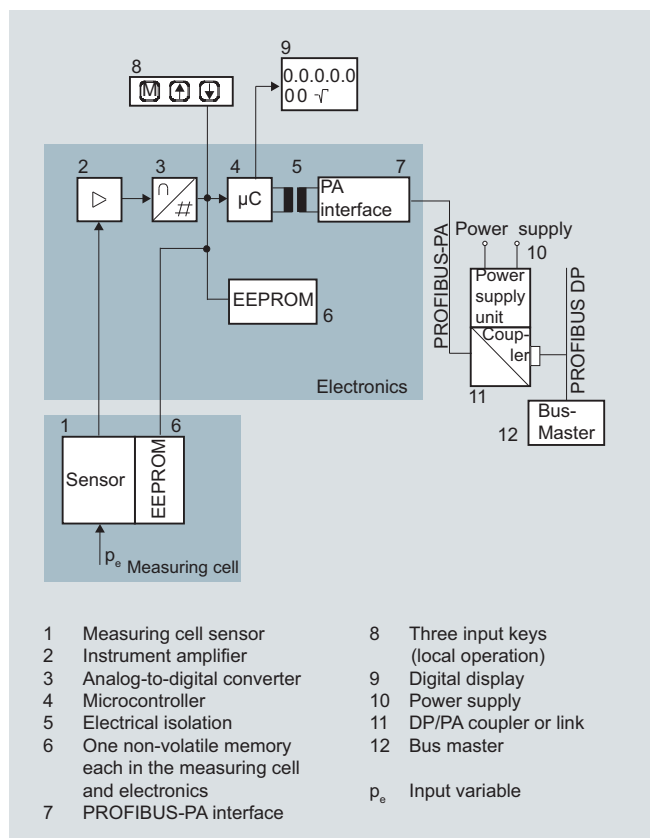 9
8
0.0.0.0.0
00 √
M
2
3
4
5
7
∩
#
µC
PA
interface
Power supply
10
PROFIBUS-PA
Power
supply
unit
PROFIBUS DP
EEPROM
6
Coup-
ler
Electronics
11
Bus-
Master
12
1
6
Sensor
EEPROM
pe
Measuring cell
1 Measuring cell sensor
2 Instrument amplifier
3 Analog-to-digital converter
4 Microcontroller
5 Electrical isolation
6 One non-volatile memory
each in the measuring cell
and electronics
7 PROFIBUS-PA interface
8 Three input keys
(local operation)
9 Digital display
10 Power supply
11 DP/PA coupler or link
12 Bus master
pe Input variable